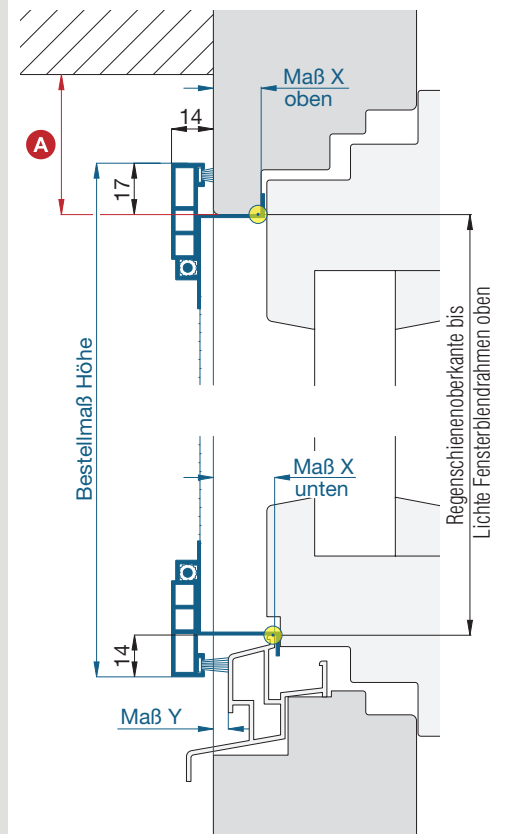 Maß X
oben
14
A
17
Bestellmaß Höhe
Regenschienenoberkante bis
Lichte Fensterblendrahmen oben
Maß X
unten
14
Maß Y